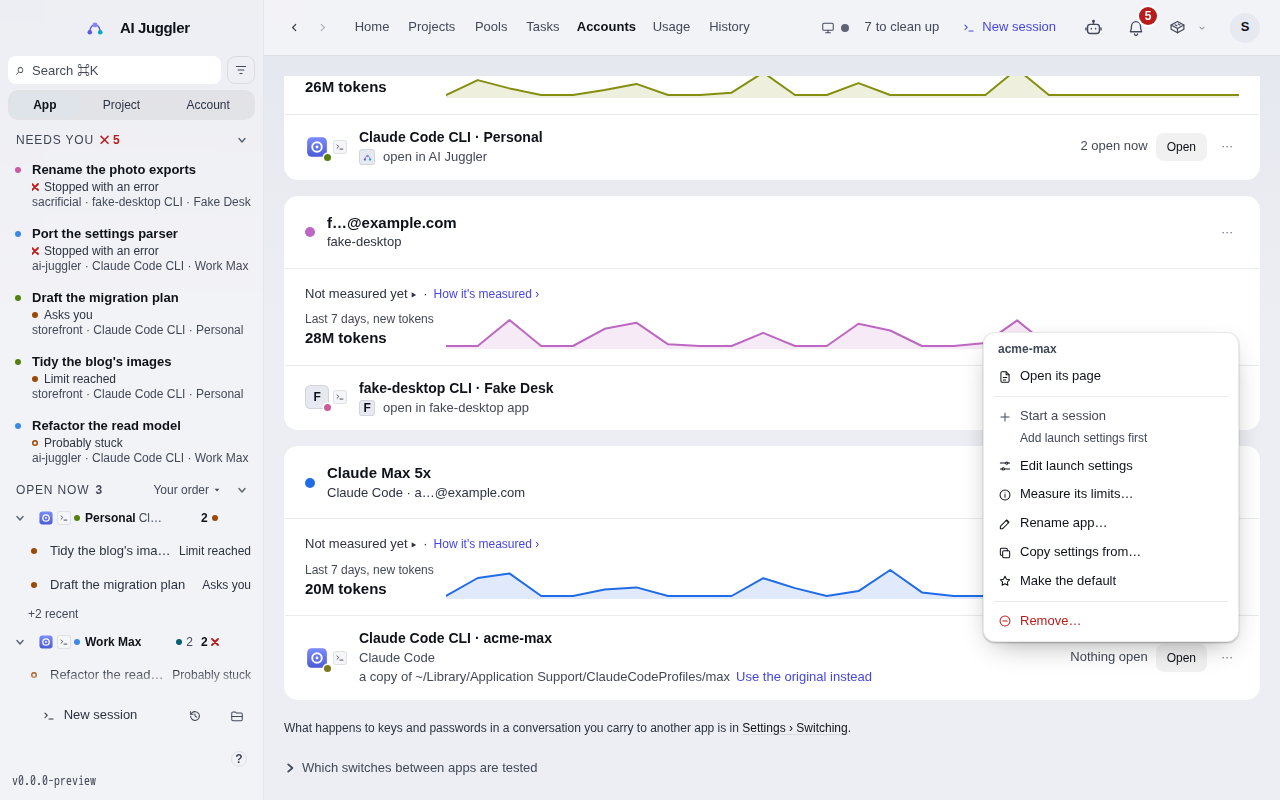 AI Juggler
Search ⌘K
App Project Account
NEEDS YOU 5
Rename the photo exports
Stopped with an error
sacrificial · fake-desktop CLI · Fake Desk
Port the settings parser
Stopped with an error
ai-juggler · Claude Code CLI · Work Max
Draft the migration plan
Asks you
storefront · Claude Code CLI · Personal
Tidy the blog's images
Limit reached
storefront · Claude Code CLI · Personal
Refactor the read model
Probably stuck
ai-juggler · Claude Code CLI · Work Max
OPEN NOW 3 Your order
Personal Cl… 2
Tidy the blog's ima… Limit reached
Draft the migration plan Asks you
+2 recent
Work Max 2 2
Refactor the read… Probably stuck
New session
?
v0.0.0-preview
Home Projects Pools Tasks Accounts Usage History
7 to clean up New session 5 S
26M tokens
Claude Code CLI · Personal
open in AI Juggler
2 open now Open ···
f…@example.com
fake-desktop
···
Not measured yet ▸ · How it's measured ›
Last 7 days, new tokens
28M tokens
F
fake-desktop CLI · Fake Desk
F open in fake-desktop app
Claude Max 5x
Claude Code · a…@example.com
Not measured yet ▸ · How it's measured ›
Last 7 days, new tokens
20M tokens
Claude Code CLI · acme-max
Claude Code
a copy of ~/Library/Application Support/ClaudeCodeProfiles/max Use the original instead
Nothing open Open ···
acme-max
Open its page
Start a session
Add launch settings first
Edit launch settings
Measure its limits…
Rename app…
Copy settings from…
Make the default
Remove…
What happens to keys and passwords in a conversation you carry to another app is in Settings › Switching.
Which switches between apps are tested